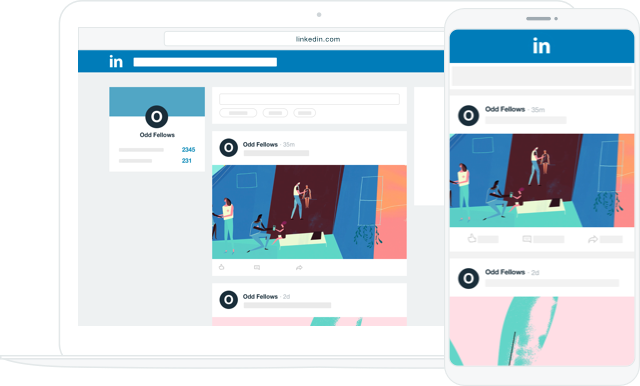 linkedin.com
in
O
Odd Fellows
2345
231
O
Odd Fellows · 35m
O
Odd Fellows · 2d
in
O
Odd Fellows · 35m
O
Odd Fellows · 2d